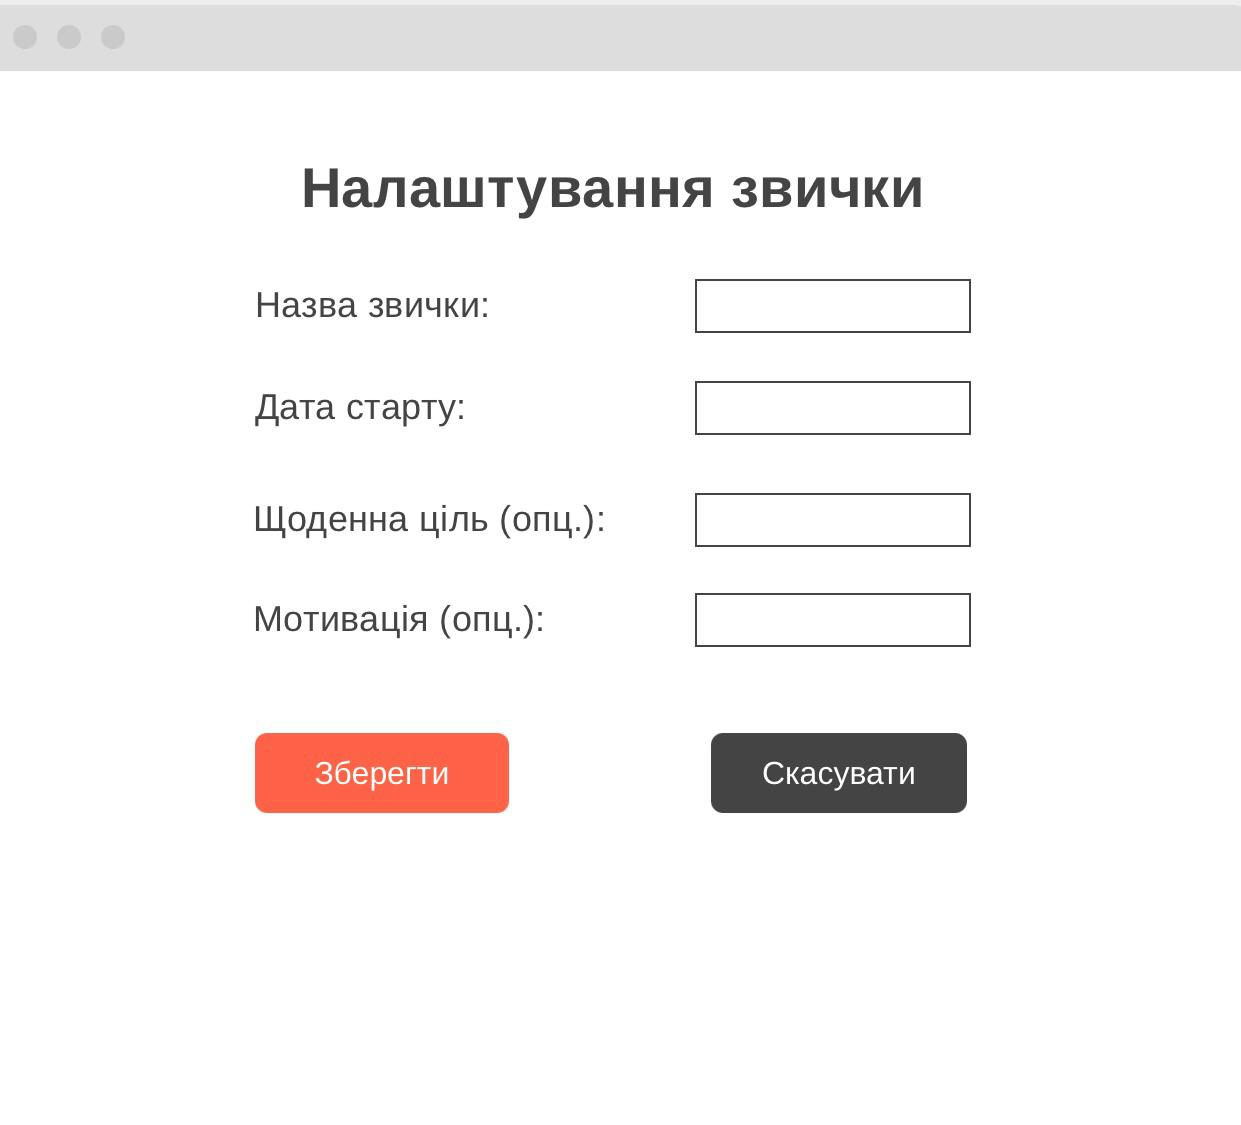 Налаштування звички
Назва звички:
Дата старту:
Щоденна ціль (опц.):
Мотивація (опц.):
Зберегти
Скасувати